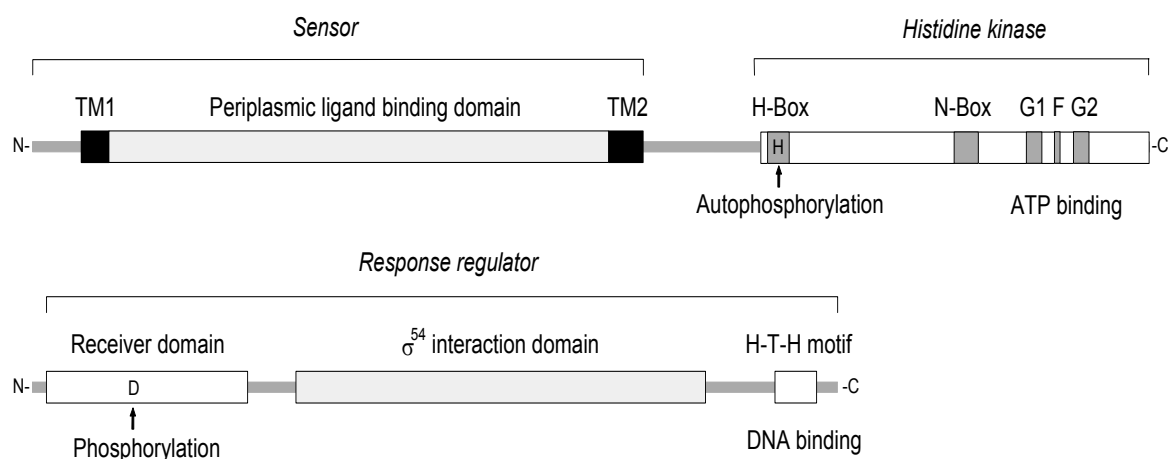 Sensor
Histidine kinase
TM1 Periplasmic ligand binding domain TM2 H-Box N-Box G1 F G2
N- H -C
Autophosphorylation ATP binding
Response regulator
Receiver domain σ54 interaction domain H-T-H motif
N- D -C
Phosphorylation DNA binding